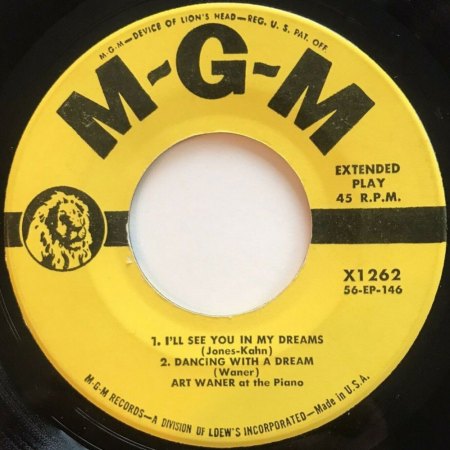 M-G-M—DEVICE OF LION'S HEAD—REG. U. S. PAT. OFF.
M-G-M
EXTENDED
PLAY
45 R.P.M.
X1262
56-EP-146
1. I'LL SEE YOU IN MY DREAMS
(Jones-Kahn)
2. DANCING WITH A DREAM
(Waner)
ART WANER at the Piano
M-G-M RECORDS—A DIVISION OF LOEW'S INCORPORATED—Made in U.S.A.